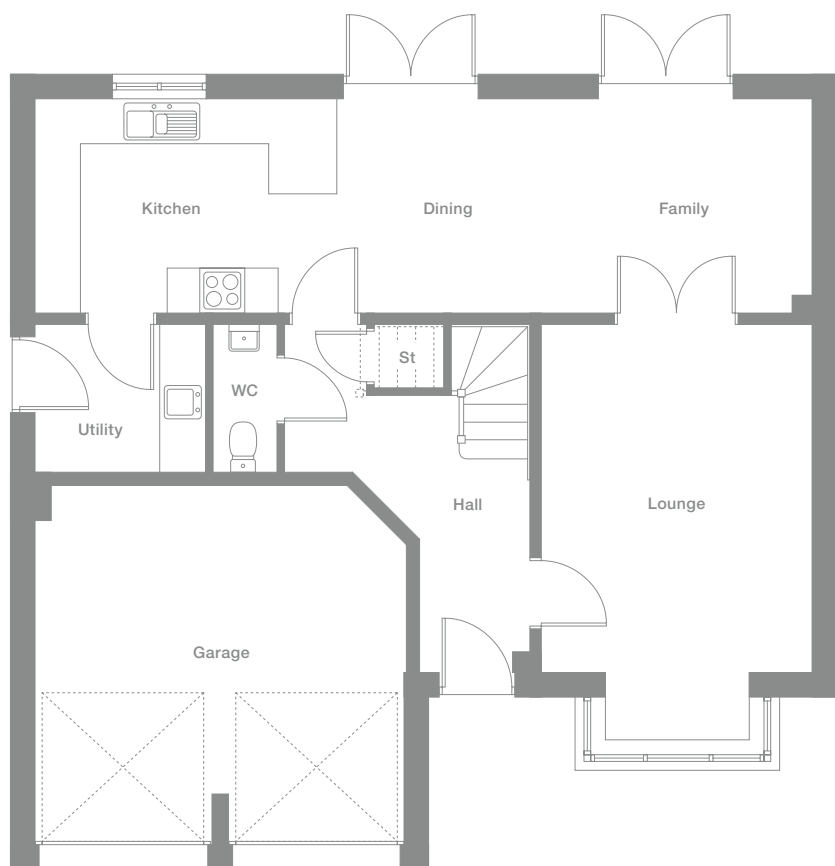 Kitchen
Dining
Family
St
WC
Utility
Hall
Lounge
Garage